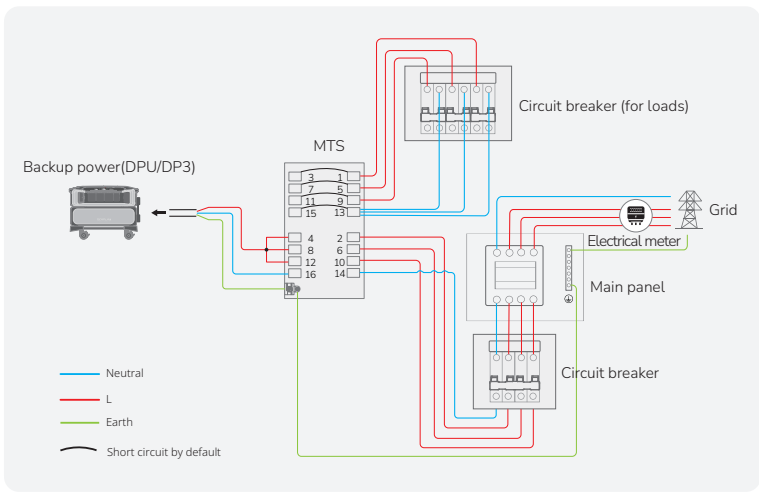 Circuit breaker (for loads)
MTS
Backup power(DPU/DP3)
3 1
7 5
11 9
15 13
4 2
8 6
12 10
16 14
Grid
Electrical meter
Main panel
Circuit breaker
Neutral
L
Earth
Short circuit by default